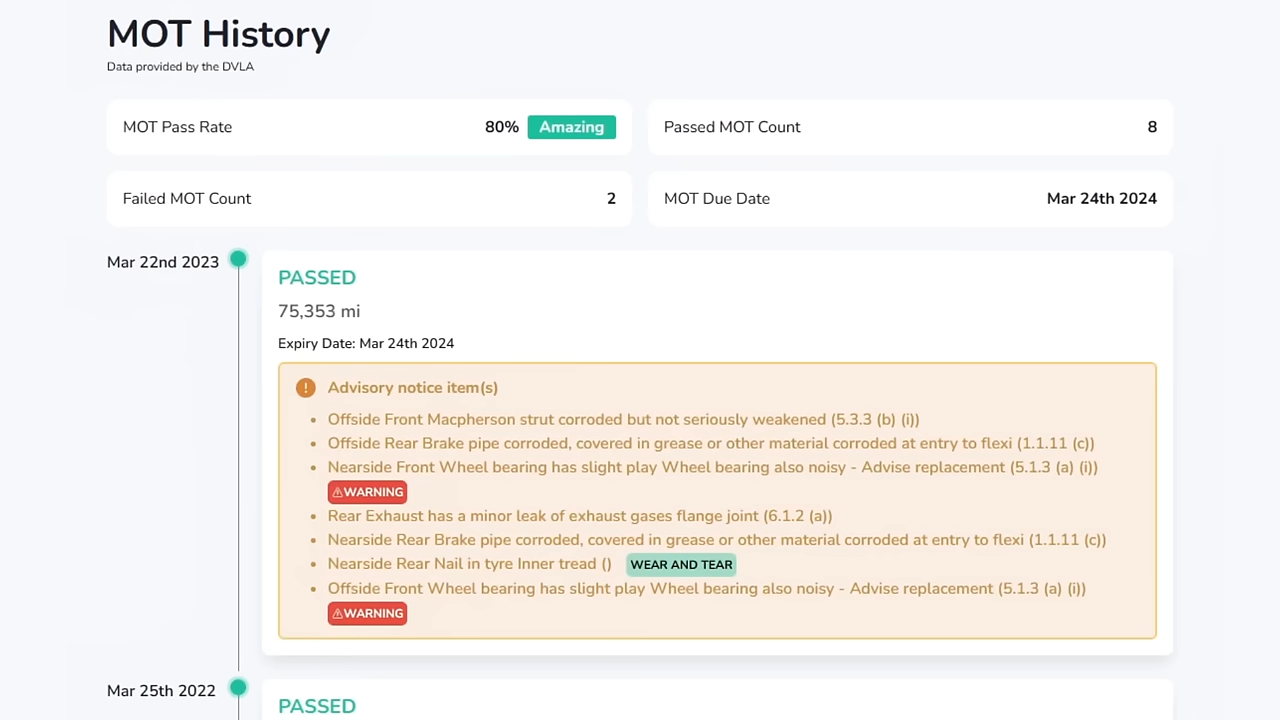 MOT History
Data provided by the DVLA
MOT Pass Rate 80% Amazing
Passed MOT Count 8
Failed MOT Count 2
MOT Due Date Mar 24th 2024
Mar 22nd 2023
PASSED
75,353 mi
Expiry Date: Mar 24th 2024
Advisory notice item(s)
• Offside Front Macpherson strut corroded but not seriously weakened (5.3.3 (b) (i))
• Offside Rear Brake pipe corroded, covered in grease or other material corroded at entry to flexi (1.1.11 (c))
• Nearside Front Wheel bearing has slight play Wheel bearing also noisy - Advise replacement (5.1.3 (a) (i))
⚠WARNING
• Rear Exhaust has a minor leak of exhaust gases flange joint (6.1.2 (a))
• Nearside Rear Brake pipe corroded, covered in grease or other material corroded at entry to flexi (1.1.11 (c))
• Nearside Rear Nail in tyre Inner tread () WEAR AND TEAR
• Offside Front Wheel bearing has slight play Wheel bearing also noisy - Advise replacement (5.1.3 (a) (i))
⚠WARNING
Mar 25th 2022
PASSED